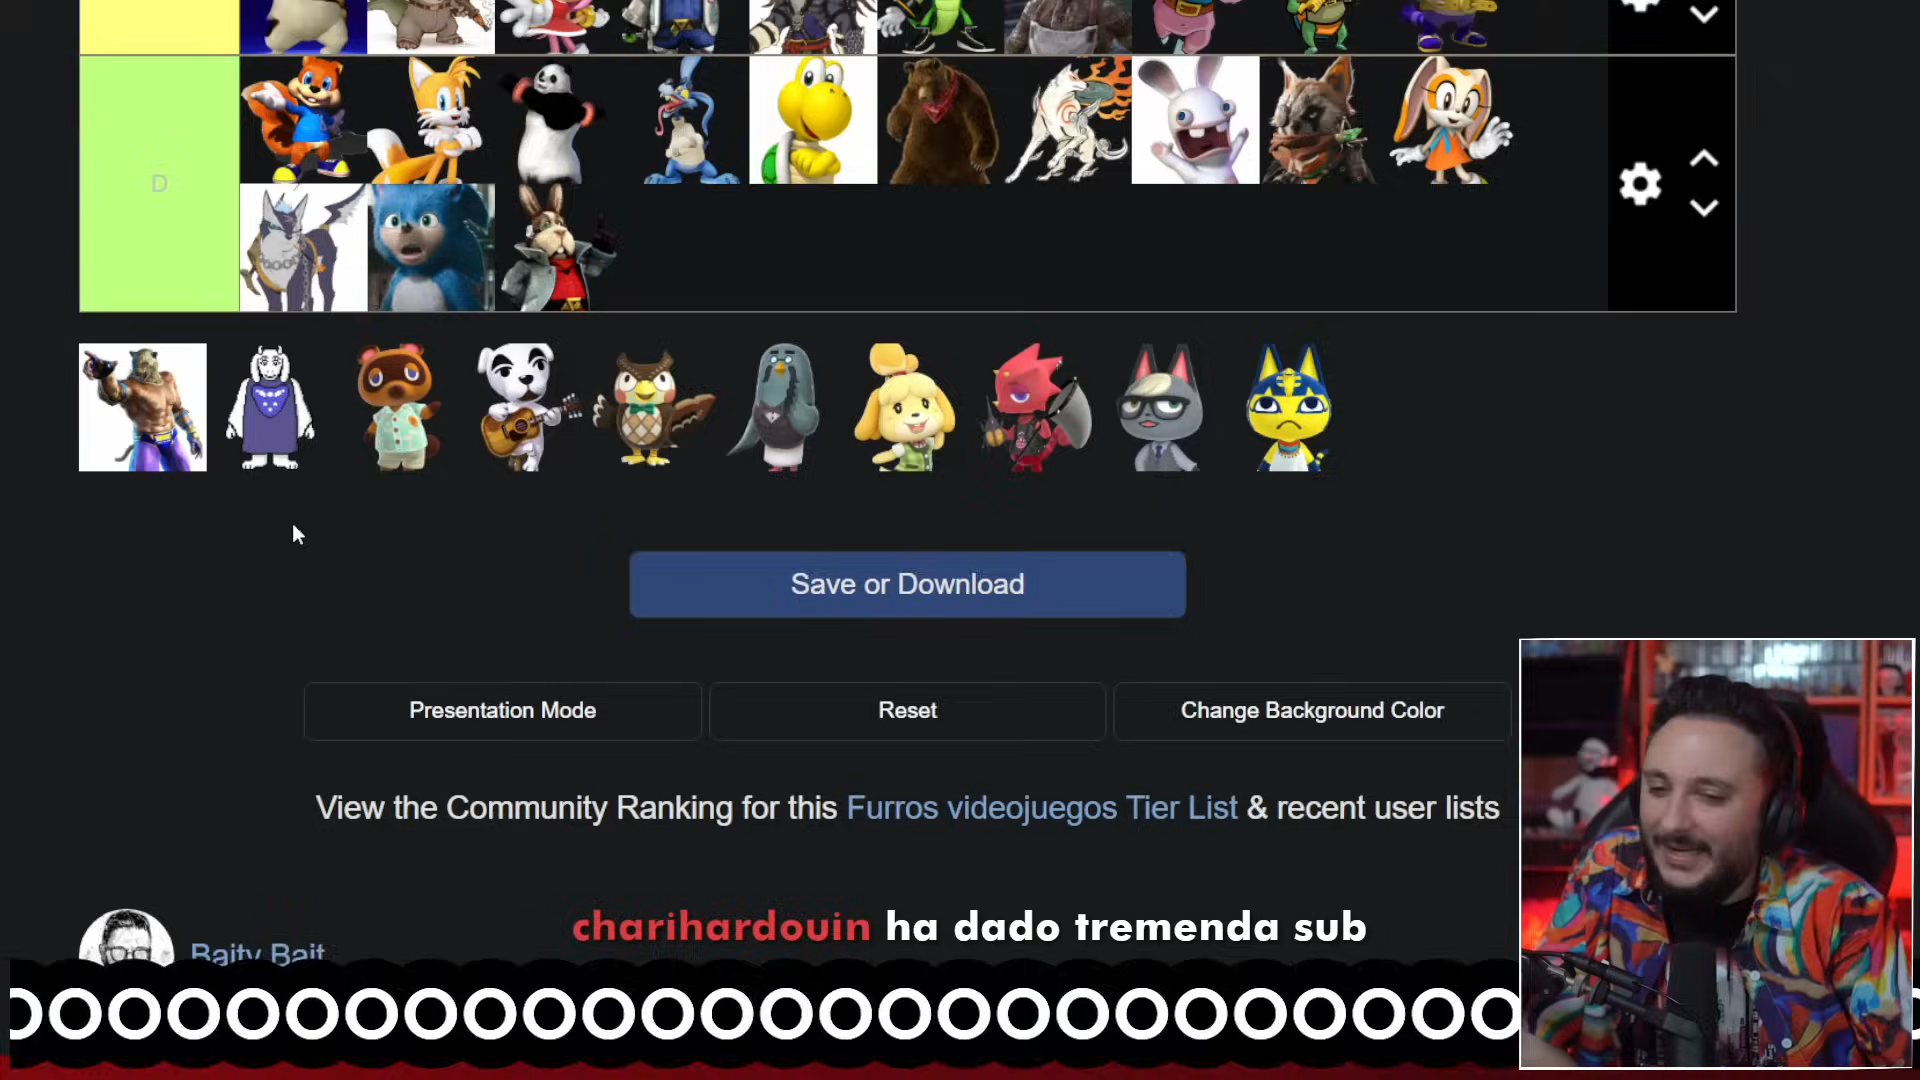 D
Save or Download
Presentation Mode
Reset
Change Background Color
View the Community Ranking for this Furros videojuegos Tier List & recent user lists
charihardouin ha dado tremenda sub
Baity Bait
OOOOOOOOOOOOOOOOOOOOOOOOOO